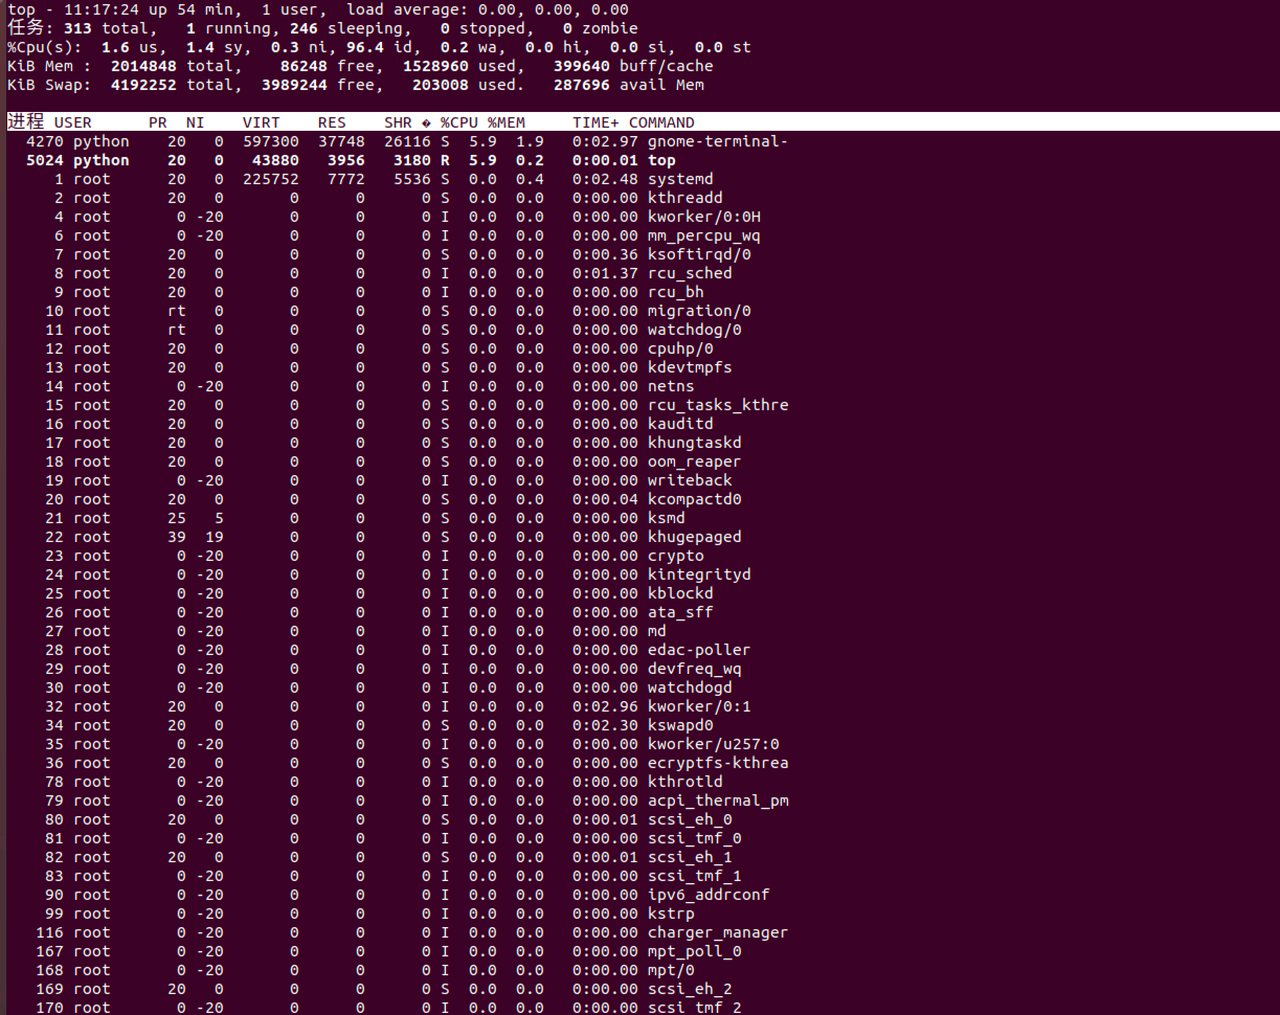 top - 11:17:24 up 54 min,  1 user,  load average: 0.00, 0.00, 0.00
任务: 313 total,   1 running, 246 sleeping,   0 stopped,   0 zombie
%Cpu(s):  1.6 us,  1.4 sy,  0.3 ni, 96.4 id,  0.2 wa,  0.0 hi,  0.0 si,  0.0 st
KiB Mem :  2014848 total,    86248 free,  1528960 used,   399640 buff/cache
KiB Swap:  4192252 total,  3989244 free,   203008 used.   287696 avail Mem
进程 USER      PR  NI    VIRT    RES    SHR � %CPU %MEM     TIME+ COMMAND
4270 python    20   0  597300  37748  26116 S  5.9  1.9   0:02.97 gnome-terminal-
5024 python    20   0   43880   3956   3180 R  5.9  0.2   0:00.01 top
1 root      20   0  225752   7772   5536 S  0.0  0.4   0:02.48 systemd
2 root      20   0       0      0      0 S  0.0  0.0   0:00.00 kthreadd
4 root       0 -20       0      0      0 I  0.0  0.0   0:00.00 kworker/0:0H
6 root       0 -20       0      0      0 I  0.0  0.0   0:00.00 mm_percpu_wq
7 root      20   0       0      0      0 S  0.0  0.0   0:00.36 ksoftirqd/0
8 root      20   0       0      0      0 I  0.0  0.0   0:01.37 rcu_sched
9 root      20   0       0      0      0 I  0.0  0.0   0:00.00 rcu_bh
10 root      rt   0       0      0      0 S  0.0  0.0   0:00.00 migration/0
11 root      rt   0       0      0      0 S  0.0  0.0   0:00.00 watchdog/0
12 root      20   0       0      0      0 S  0.0  0.0   0:00.00 cpuhp/0
13 root      20   0       0      0      0 S  0.0  0.0   0:00.00 kdevtmpfs
14 root       0 -20       0      0      0 I  0.0  0.0   0:00.00 netns
15 root      20   0       0      0      0 S  0.0  0.0   0:00.00 rcu_tasks_kthre
16 root      20   0       0      0      0 S  0.0  0.0   0:00.00 kauditd
17 root      20   0       0      0      0 S  0.0  0.0   0:00.00 khungtaskd
18 root      20   0       0      0      0 S  0.0  0.0   0:00.00 oom_reaper
19 root       0 -20       0      0      0 I  0.0  0.0   0:00.00 writeback
20 root      20   0       0      0      0 S  0.0  0.0   0:00.04 kcompactd0
21 root      25   5       0      0      0 S  0.0  0.0   0:00.00 ksmd
22 root      39  19       0      0      0 S  0.0  0.0   0:00.00 khugepaged
23 root       0 -20       0      0      0 I  0.0  0.0   0:00.00 crypto
24 root       0 -20       0      0      0 I  0.0  0.0   0:00.00 kintegrityd
25 root       0 -20       0      0      0 I  0.0  0.0   0:00.00 kblockd
26 root       0 -20       0      0      0 I  0.0  0.0   0:00.00 ata_sff
27 root       0 -20       0      0      0 I  0.0  0.0   0:00.00 md
28 root       0 -20       0      0      0 I  0.0  0.0   0:00.00 edac-poller
29 root       0 -20       0      0      0 I  0.0  0.0   0:00.00 devfreq_wq
30 root       0 -20       0      0      0 I  0.0  0.0   0:00.00 watchdogd
32 root      20   0       0      0      0 I  0.0  0.0   0:02.96 kworker/0:1
34 root      20   0       0      0      0 S  0.0  0.0   0:02.30 kswapd0
35 root       0 -20       0      0      0 I  0.0  0.0   0:00.00 kworker/u257:0
36 root      20   0       0      0      0 S  0.0  0.0   0:00.00 ecryptfs-kthrea
78 root       0 -20       0      0      0 I  0.0  0.0   0:00.00 kthrotld
79 root       0 -20       0      0      0 I  0.0  0.0   0:00.00 acpi_thermal_pm
80 root      20   0       0      0      0 S  0.0  0.0   0:00.01 scsi_eh_0
81 root       0 -20       0      0      0 I  0.0  0.0   0:00.00 scsi_tmf_0
82 root      20   0       0      0      0 S  0.0  0.0   0:00.01 scsi_eh_1
83 root       0 -20       0      0      0 I  0.0  0.0   0:00.00 scsi_tmf_1
90 root       0 -20       0      0      0 I  0.0  0.0   0:00.00 ipv6_addrconf
99 root       0 -20       0      0      0 I  0.0  0.0   0:00.00 kstrp
116 root       0 -20       0      0      0 I  0.0  0.0   0:00.00 charger_manager
167 root       0 -20       0      0      0 I  0.0  0.0   0:00.00 mpt_poll_0
168 root       0 -20       0      0      0 I  0.0  0.0   0:00.00 mpt/0
169 root      20   0       0      0      0 S  0.0  0.0   0:00.00 scsi_eh_2
170 root       0 -20       0      0      0 I  0.0  0.0   0:00.00 scsi_tmf_2